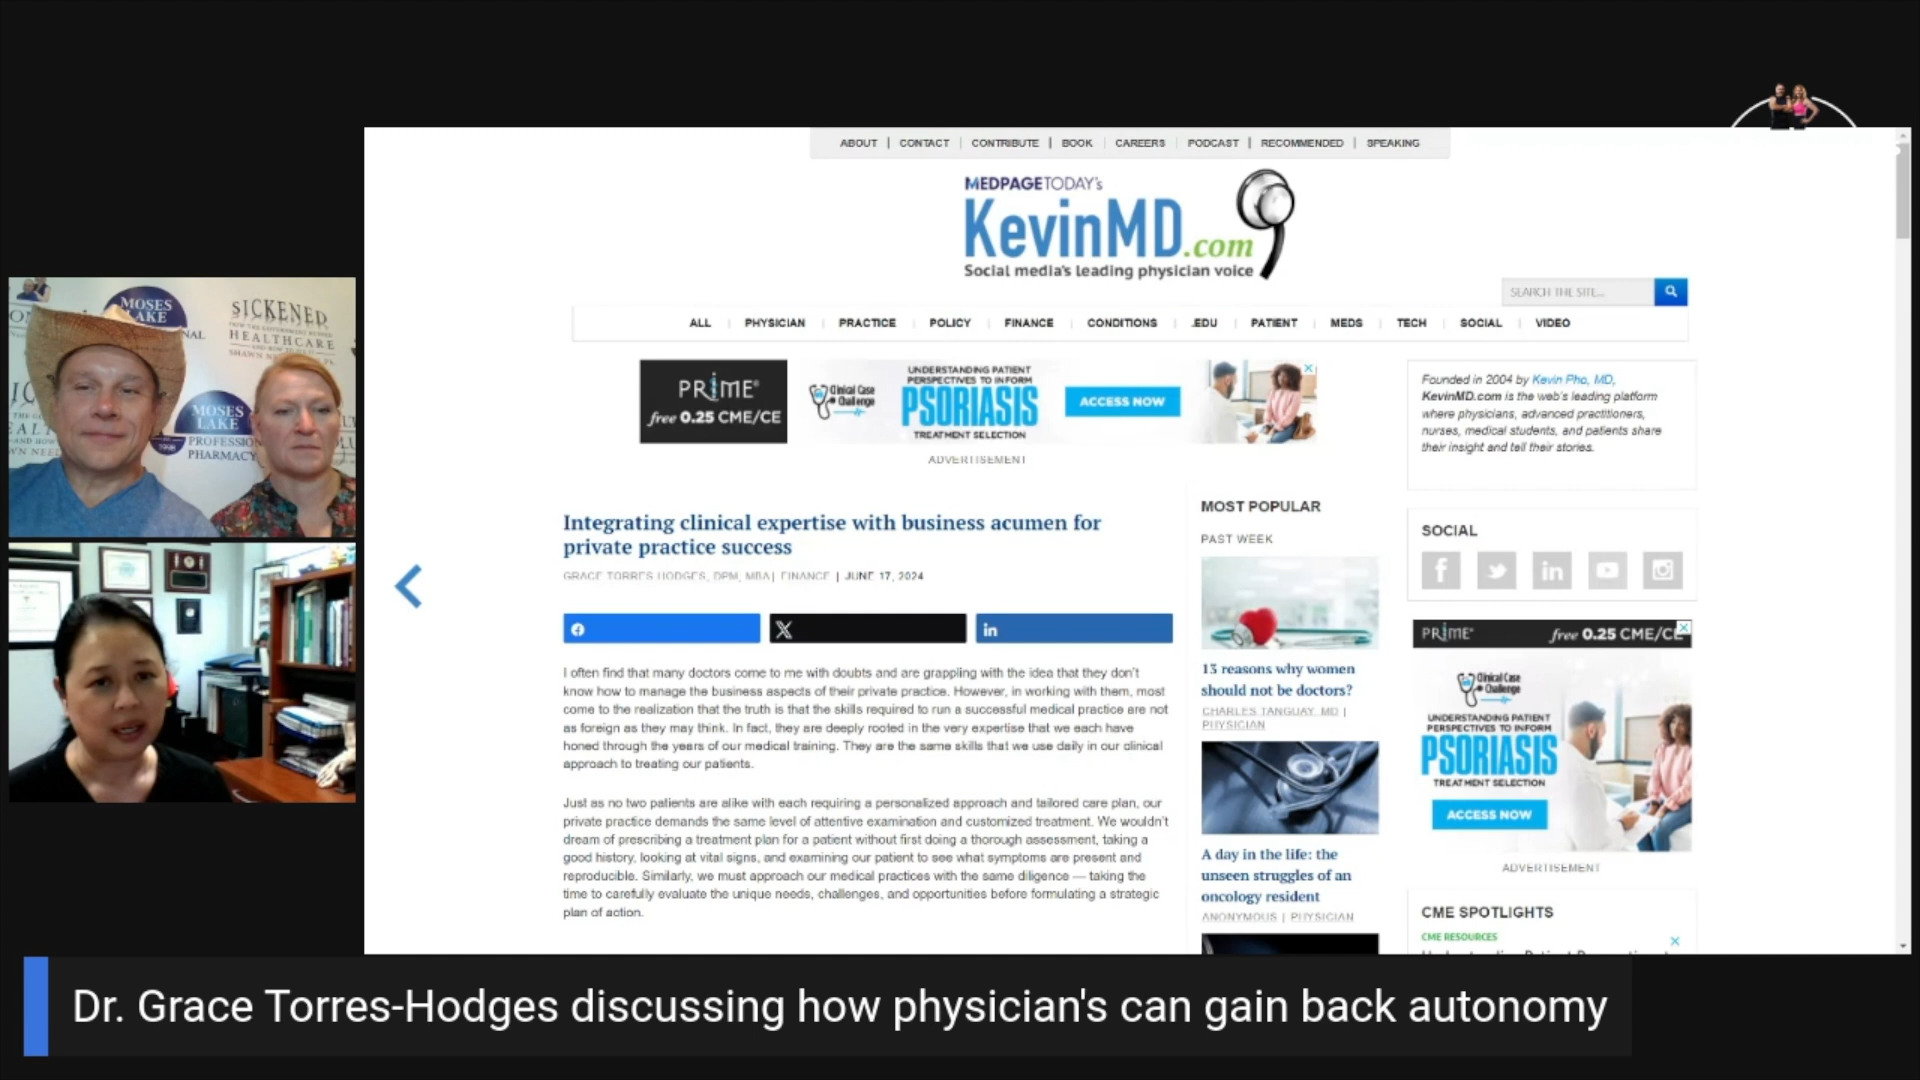 ABOUT | CONTACT | CONTRIBUTE | BOOK | CAREERS | PODCAST | RECOMMENDED | SPEAKING
MEDPAGETODAY's
KevinMD.com
Social media's leading physician voice
SEARCH THE SITE...
ALL | PHYSICIAN | PRACTICE | POLICY | FINANCE | CONDITIONS | .EDU | PATIENT | MEDS | TECH | SOCIAL | VIDEO
PRIME®
free 0.25 CME/CE
Clinical Case
Challenge
UNDERSTANDING PATIENT
PERSPECTIVES TO INFORM
PSORIASIS
TREATMENT SELECTION
ACCESS NOW
ADVERTISEMENT
Integrating clinical expertise with business acumen for
private practice success
GRACE TORRES HODGES, DPM, MBA | FINANCE | JUNE 17, 2024
I often find that many doctors come to me with doubts and are grappling with the idea that they don't
know how to manage the business aspects of their private practice. However, in working with them, most
come to the realization that the truth is that the skills required to run a successful medical practice are not
as foreign as they may think. In fact, they are deeply rooted in the very expertise that we each have
honed through the years of our medical training. They are the same skills that we use daily in our clinical
approach to treating our patients.
Just as no two patients are alike with each requiring a personalized approach and tailored care plan, our
private practice demands the same level of attentive examination and customized treatment. We wouldn't
dream of prescribing a treatment plan for a patient without first doing a thorough assessment, taking a
good history, looking at vital signs, and examining our patient to see what symptoms are present and
reproducible. Similarly, we must approach our medical practices with the same diligence — taking the
time to carefully evaluate the unique needs, challenges, and opportunities before formulating a strategic
plan of action.
MOST POPULAR
PAST WEEK
13 reasons why women
should not be doctors?
CHARLES TANGUAY, MD |
PHYSICIAN
A day in the life: the
unseen struggles of an
oncology resident
ANONYMOUS | PHYSICIAN
Founded in 2004 by Kevin Pho, MD,
KevinMD.com is the web's leading platform
where physicians, advanced practitioners,
nurses, medical students, and patients share
their insight and tell their stories.
SOCIAL
PRIME®
free 0.25 CME/CE
Clinical Case
Challenge
UNDERSTANDING PATIENT
PERSPECTIVES TO INFORM
PSORIASIS
TREATMENT SELECTION
ACCESS NOW
ADVERTISEMENT
CME SPOTLIGHTS
CME RESOURCES
MOSES
LAKE
SICKENED
HEALTHCARE
MOSES
LAKE
PROFESSION
PHARMACY
Dr. Grace Torres-Hodges discussing how physician's can gain back autonomy